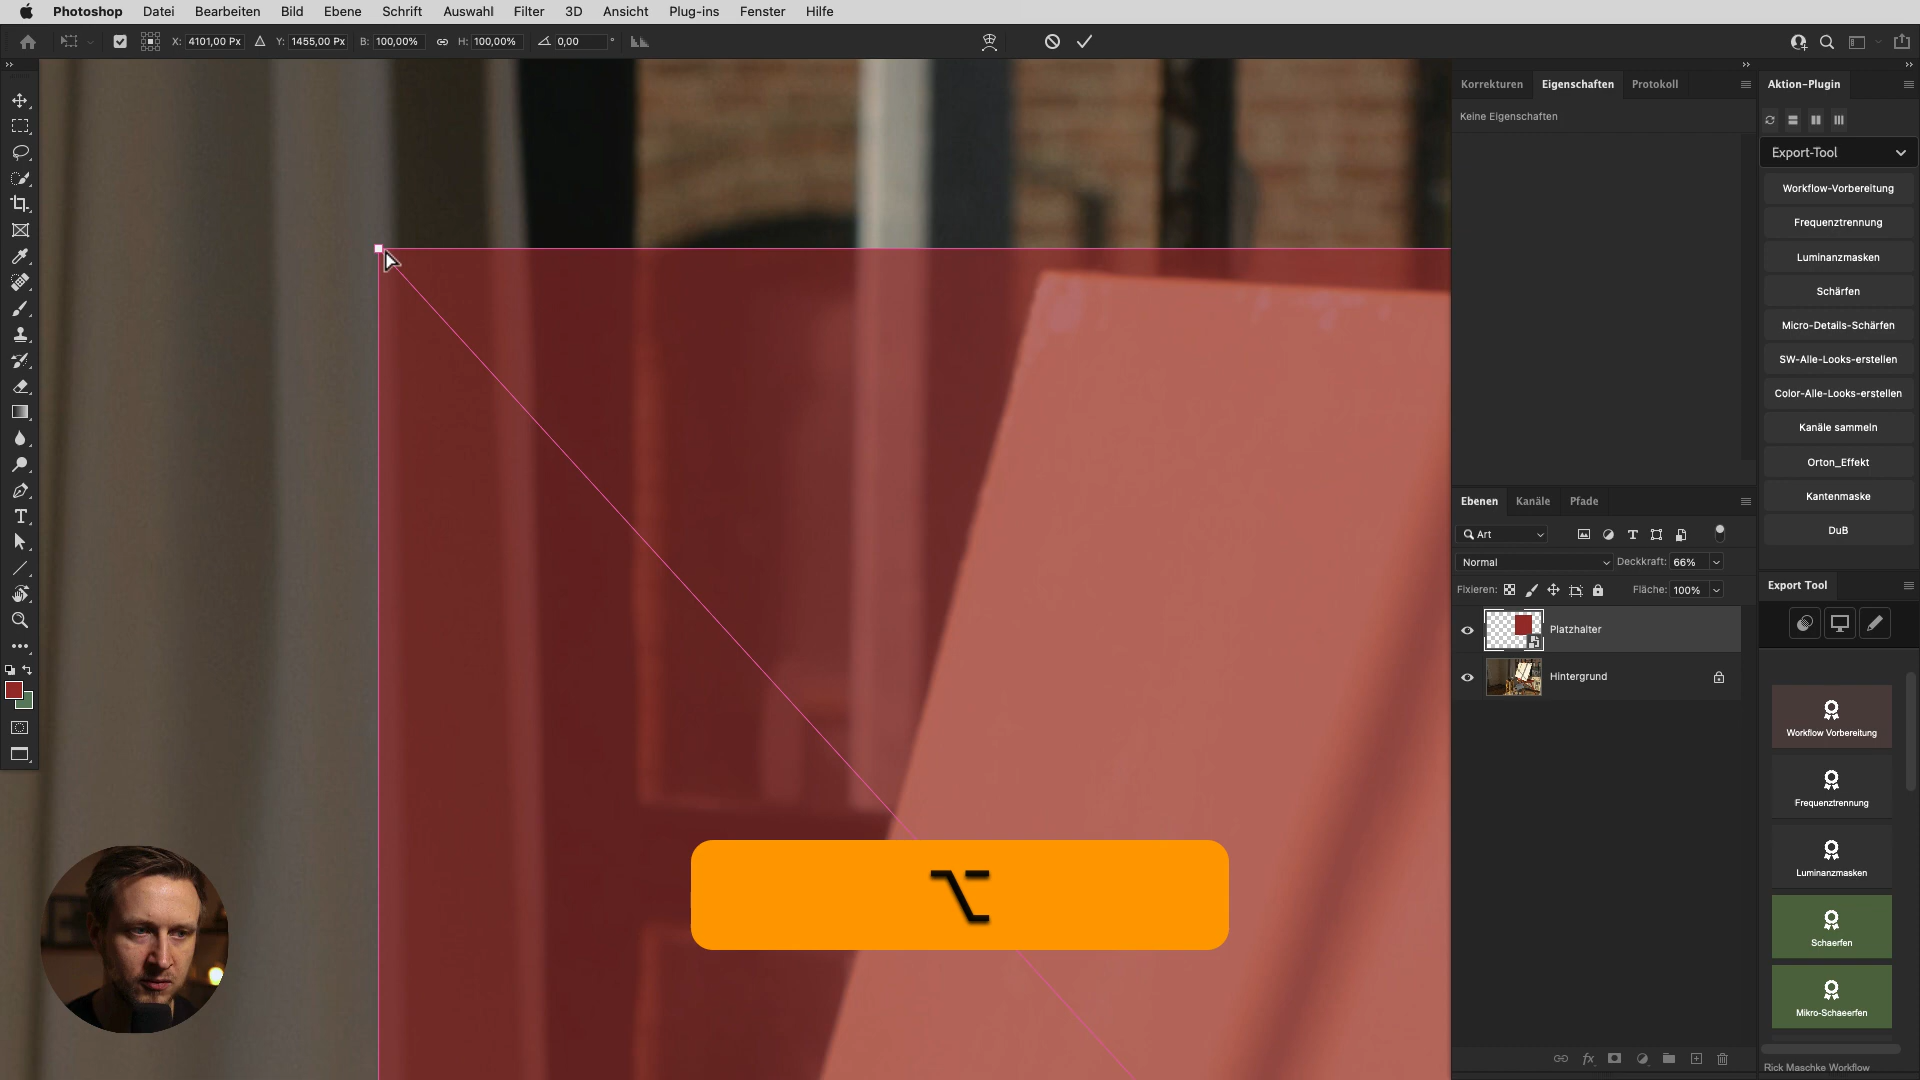 Photoshop Datei Bearbeiten Bild Ebene Schrift Auswahl Filter 3D Ansicht Plug-ins Fenster Hilfe
X: 4101,00 Px Y: 1455,00 Px B: 100,00% H: 100,00% 0,00 °
Korrekturen Eigenschaften Protokoll
Keine Eigenschaften
Aktion-Plugin
Export-Tool
Workflow-Vorbereitung
Frequenztrennung
Luminanzmasken
Schärfen
Micro-Details-Schärfen
SW-Alle-Looks-erstellen
Color-Alle-Looks-erstellen
Kanäle sammeln
Orton_Effekt
Kantenmaske
DuB
Ebenen Kanäle Pfade
Art
Normal Deckkraft: 66%
Fixieren: Fläche: 100%
Platzhalter
Hintergrund
fx
Export Tool
Workflow Vorbereitung
Frequenztrennung
Luminanzmasken
Schaerfen
Mikro-Schaeerfen
Rick Maschke Workflow
⌥